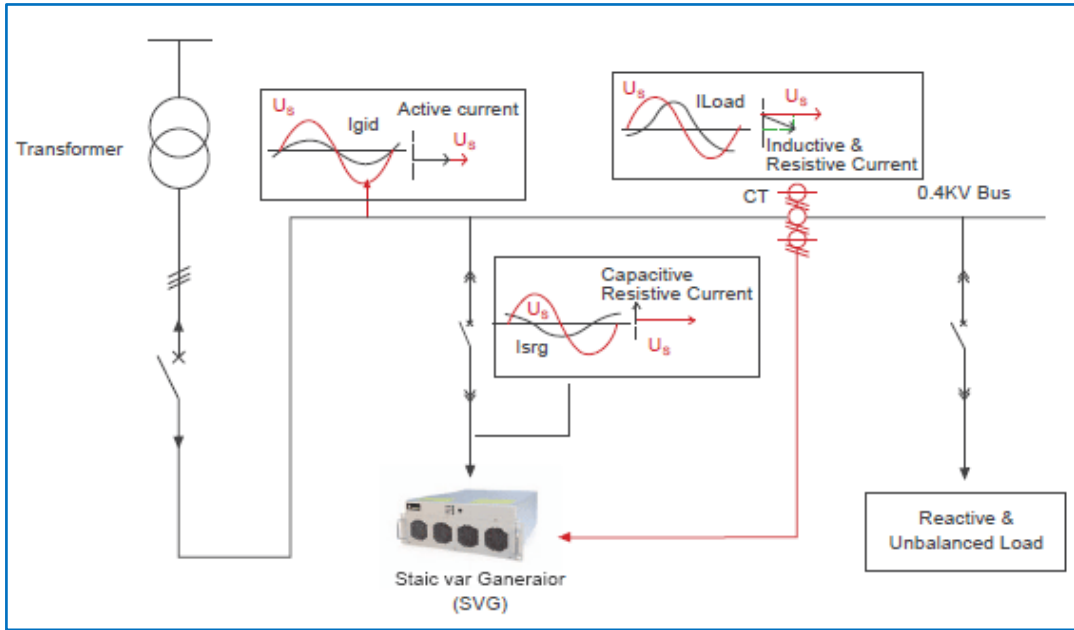 Transformer
Us
Igid
Active current
Us
Us
ILoad
Us
Inductive &
Resistive Current
CT
0.4KV Bus
Capacitive
Resistive Current
Us
Isrg
Us
Staic var Ganeraior
(SVG)
Reactive &
Unbalanced Load